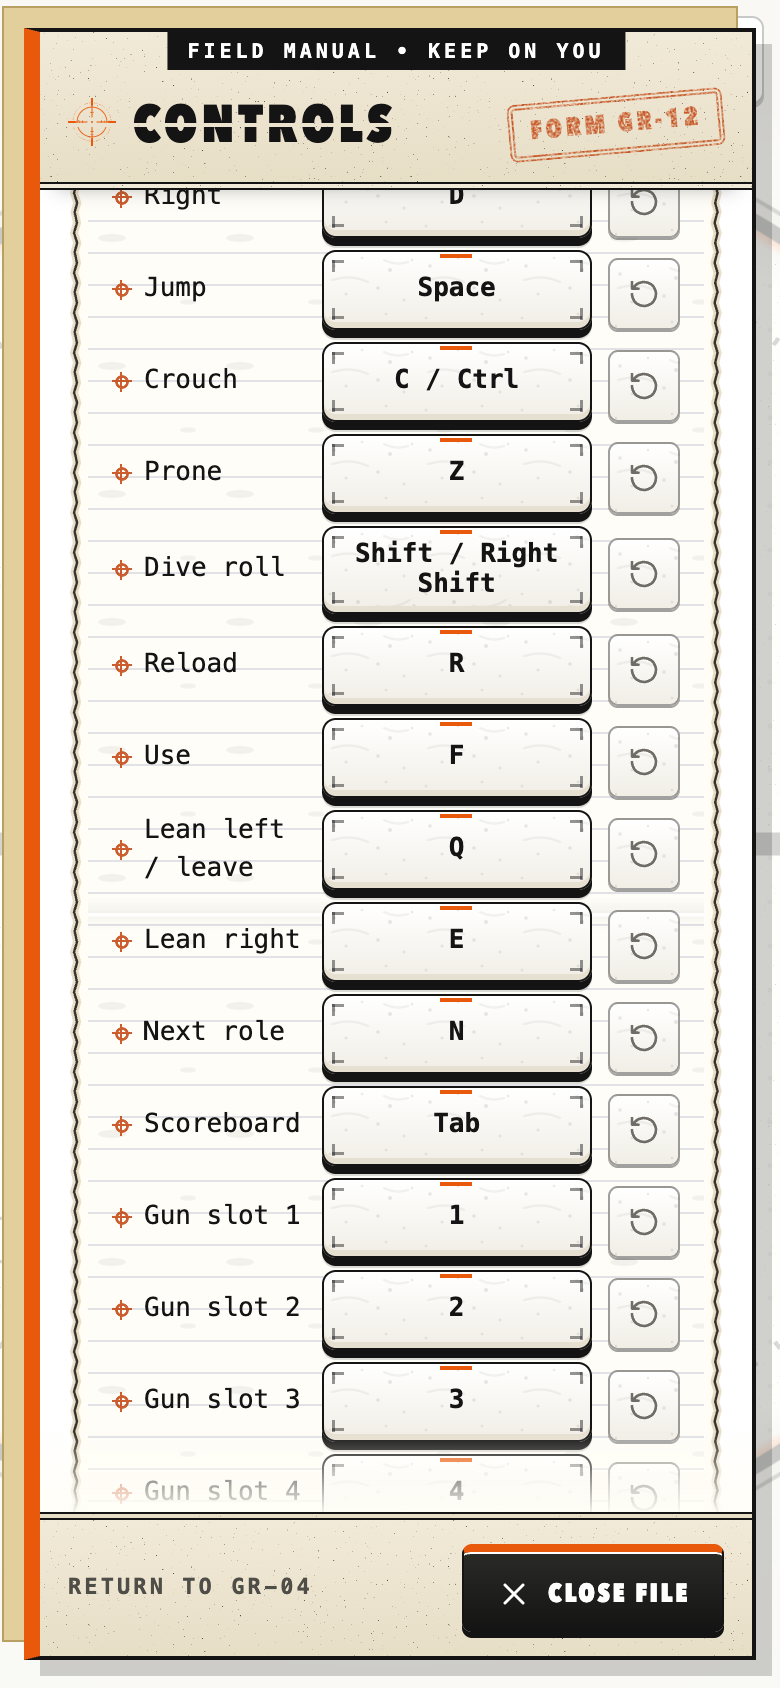 FIELD MANUAL • KEEP ON YOU
CONTROLS
FORM GR-12
Right D
Jump Space
Crouch C / Ctrl
Prone Z
Dive roll Shift / Right
Shift
Reload R
Use F
Lean left
/ leave Q
Lean right E
Next role N
Scoreboard Tab
Gun slot 1 1
Gun slot 2 2
Gun slot 3 3
Gun slot 4 4
RETURN TO GR—04
CLOSE FILE